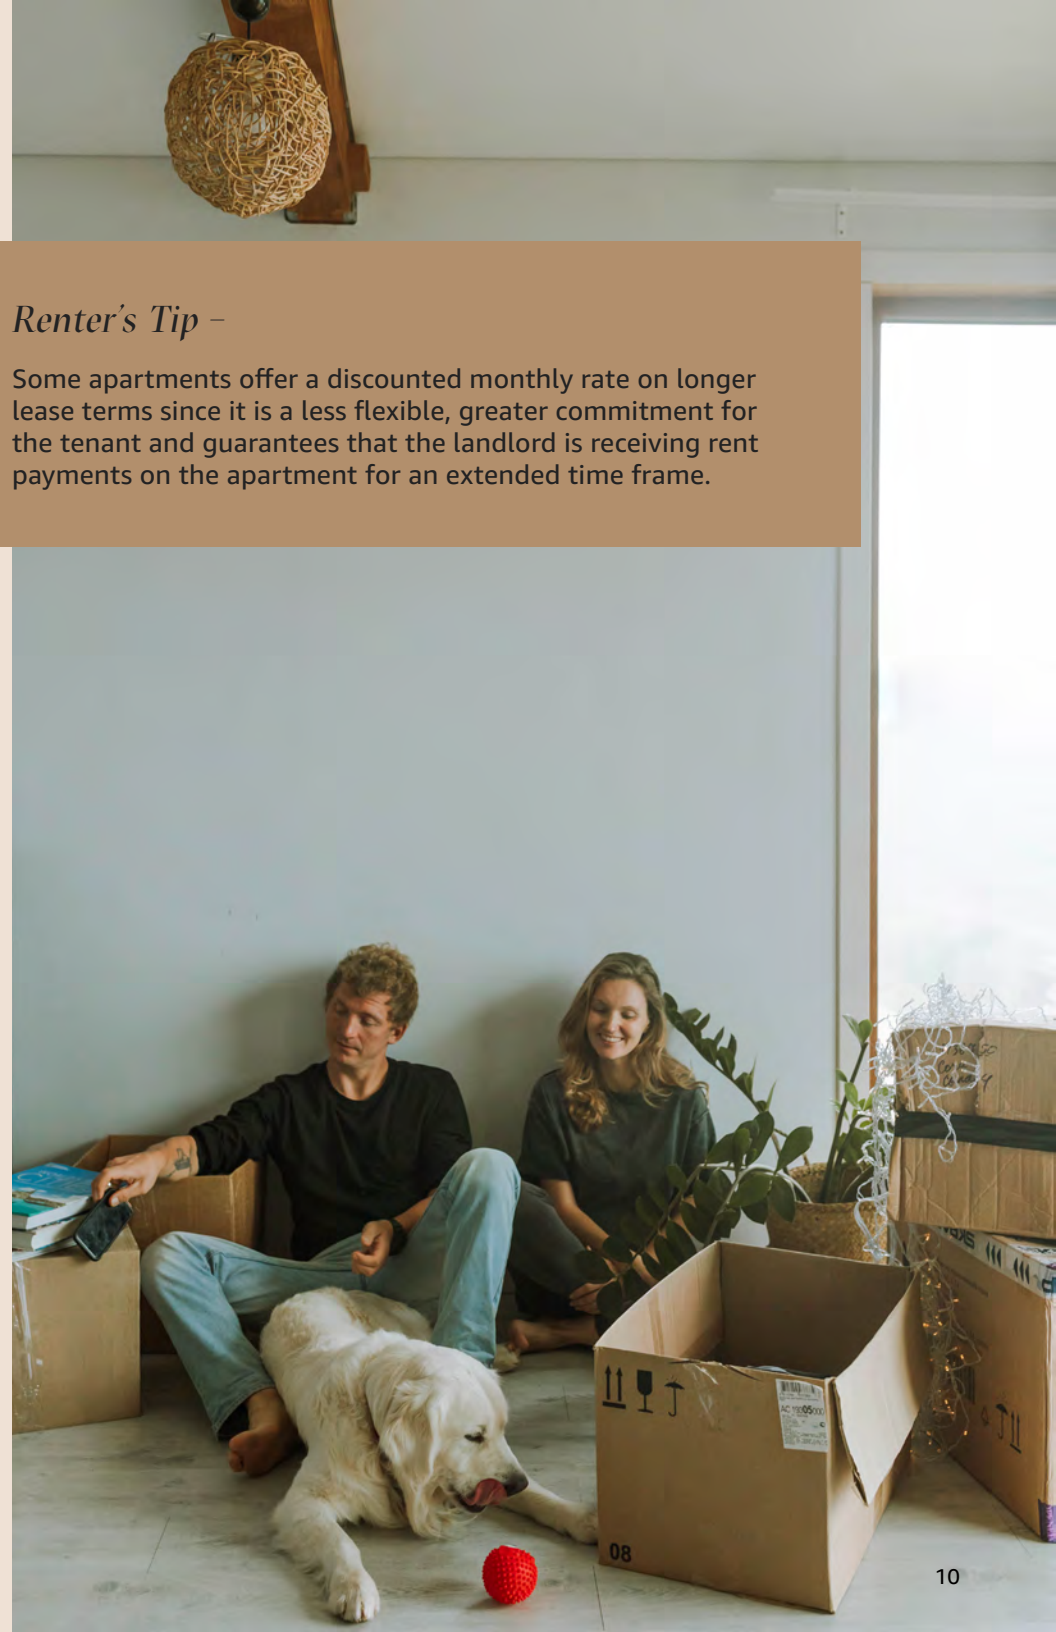 Renter's Tip –
Some apartments offer a discounted monthly rate on longer
lease terms since it is a less flexible, greater commitment for
the tenant and guarantees that the landlord is receiving rent
payments on the apartment for an extended time frame.
08
10